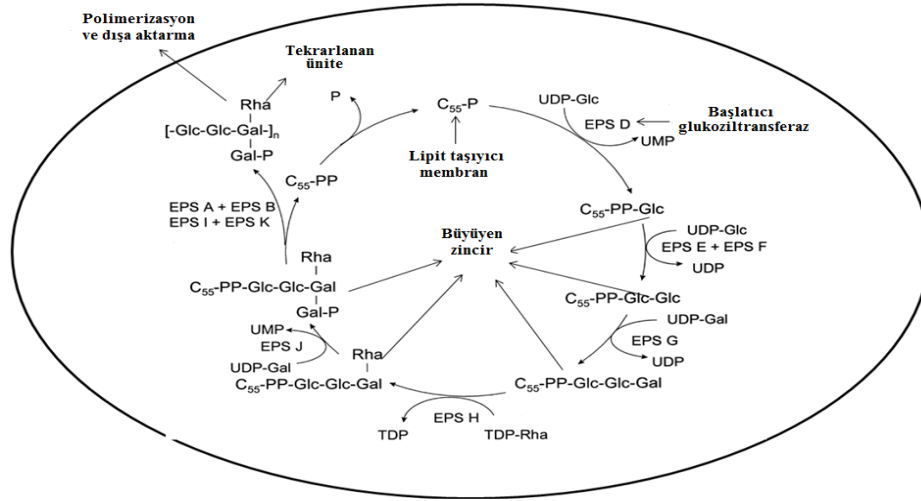 Polimerizasyon
ve dışa aktarma
Tekrarlanan
ünite
Rha
[-Glc-Glc-Gal-]n
Gal-P
P
C55-P
UDP-Glc
EPS D
UMP
Başlatıcı
glukoziltransferaz
Lipit taşıyıcı
membran
C55-PP
EPS A + EPS B
EPS I + EPS K
C55-PP-Glc
UDP-Glc
EPS E + EPS F
UDP
Büyüyen
zincir
Rha
C55-PP-Glc-Glc-Gal
Gal-P
C55-PP-Glc-Glc
UDP-Gal
EPS G
UDP
UMP
EPS J
UDP-Gal
Rha
C55-PP-Glc-Glc-Gal
C55-PP-Glc-Glc-Gal
EPS H
TDP
TDP-Rha